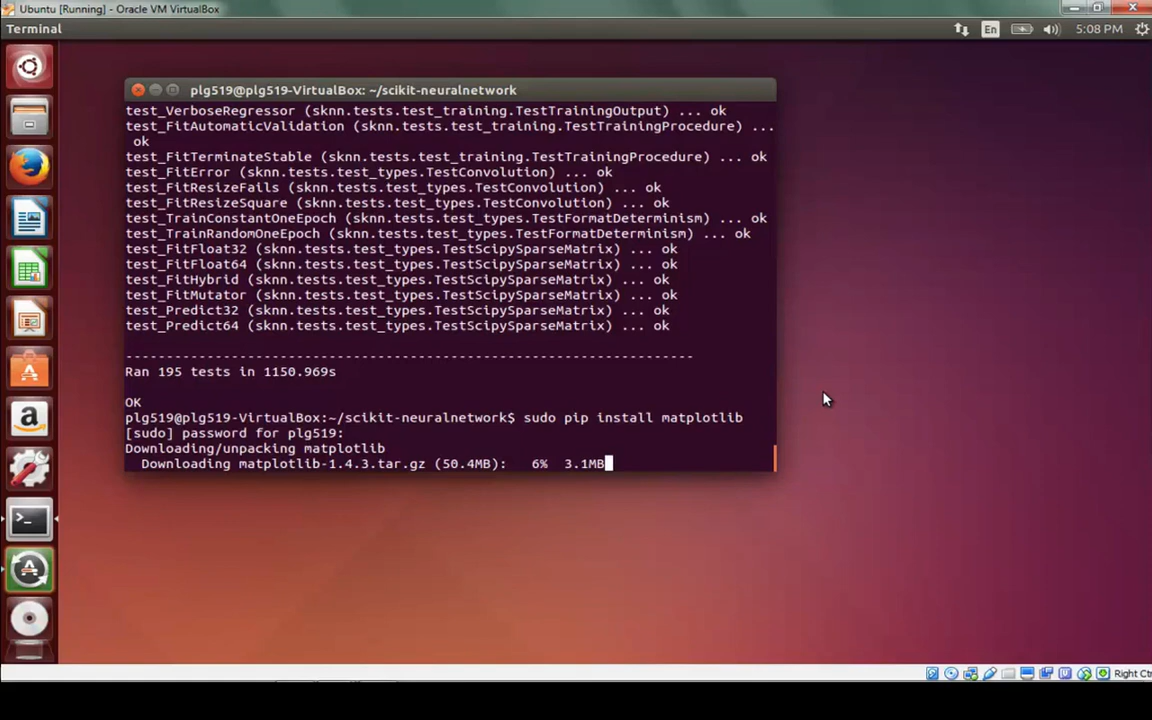 Ubuntu [Running] - Oracle VM VirtualBox
Terminal
En
5:08 PM
plg519@plg519-VirtualBox: ~/scikit-neuralnetwork
test_VerboseRegressor (sknn.tests.test_training.TestTrainingOutput) ... ok
test_FitAutomaticValidation (sknn.tests.test_training.TestTrainingProcedure) ...
ok
test_FitTerminateStable (sknn.tests.test_training.TestTrainingProcedure) ... ok
test_FitError (sknn.tests.test_types.TestConvolution) ... ok
test_FitResizeFails (sknn.tests.test_types.TestConvolution) ... ok
test_FitResizeSquare (sknn.tests.test_types.TestConvolution) ... ok
test_TrainConstantOneEpoch (sknn.tests.test_types.TestFormatDeterminism) ... ok
test_TrainRandomOneEpoch (sknn.tests.test_types.TestFormatDeterminism) ... ok
test_FitFloat32 (sknn.tests.test_types.TestScipySparseMatrix) ... ok
test_FitFloat64 (sknn.tests.test_types.TestScipySparseMatrix) ... ok
test_FitHybrid (sknn.tests.test_types.TestScipySparseMatrix) ... ok
test_FitMutator (sknn.tests.test_types.TestScipySparseMatrix) ... ok
test_Predict32 (sknn.tests.test_types.TestScipySparseMatrix) ... ok
test_Predict64 (sknn.tests.test_types.TestScipySparseMatrix) ... ok
----------------------------------------------------------------------
Ran 195 tests in 1150.969s
OK
plg519@plg519-VirtualBox:~/scikit-neuralnetwork$ sudo pip install matplotlib
[sudo] password for plg519:
Downloading/unpacking matplotlib
Downloading matplotlib-1.4.3.tar.gz (50.4MB): 6% 3.1MB
Right Ctr